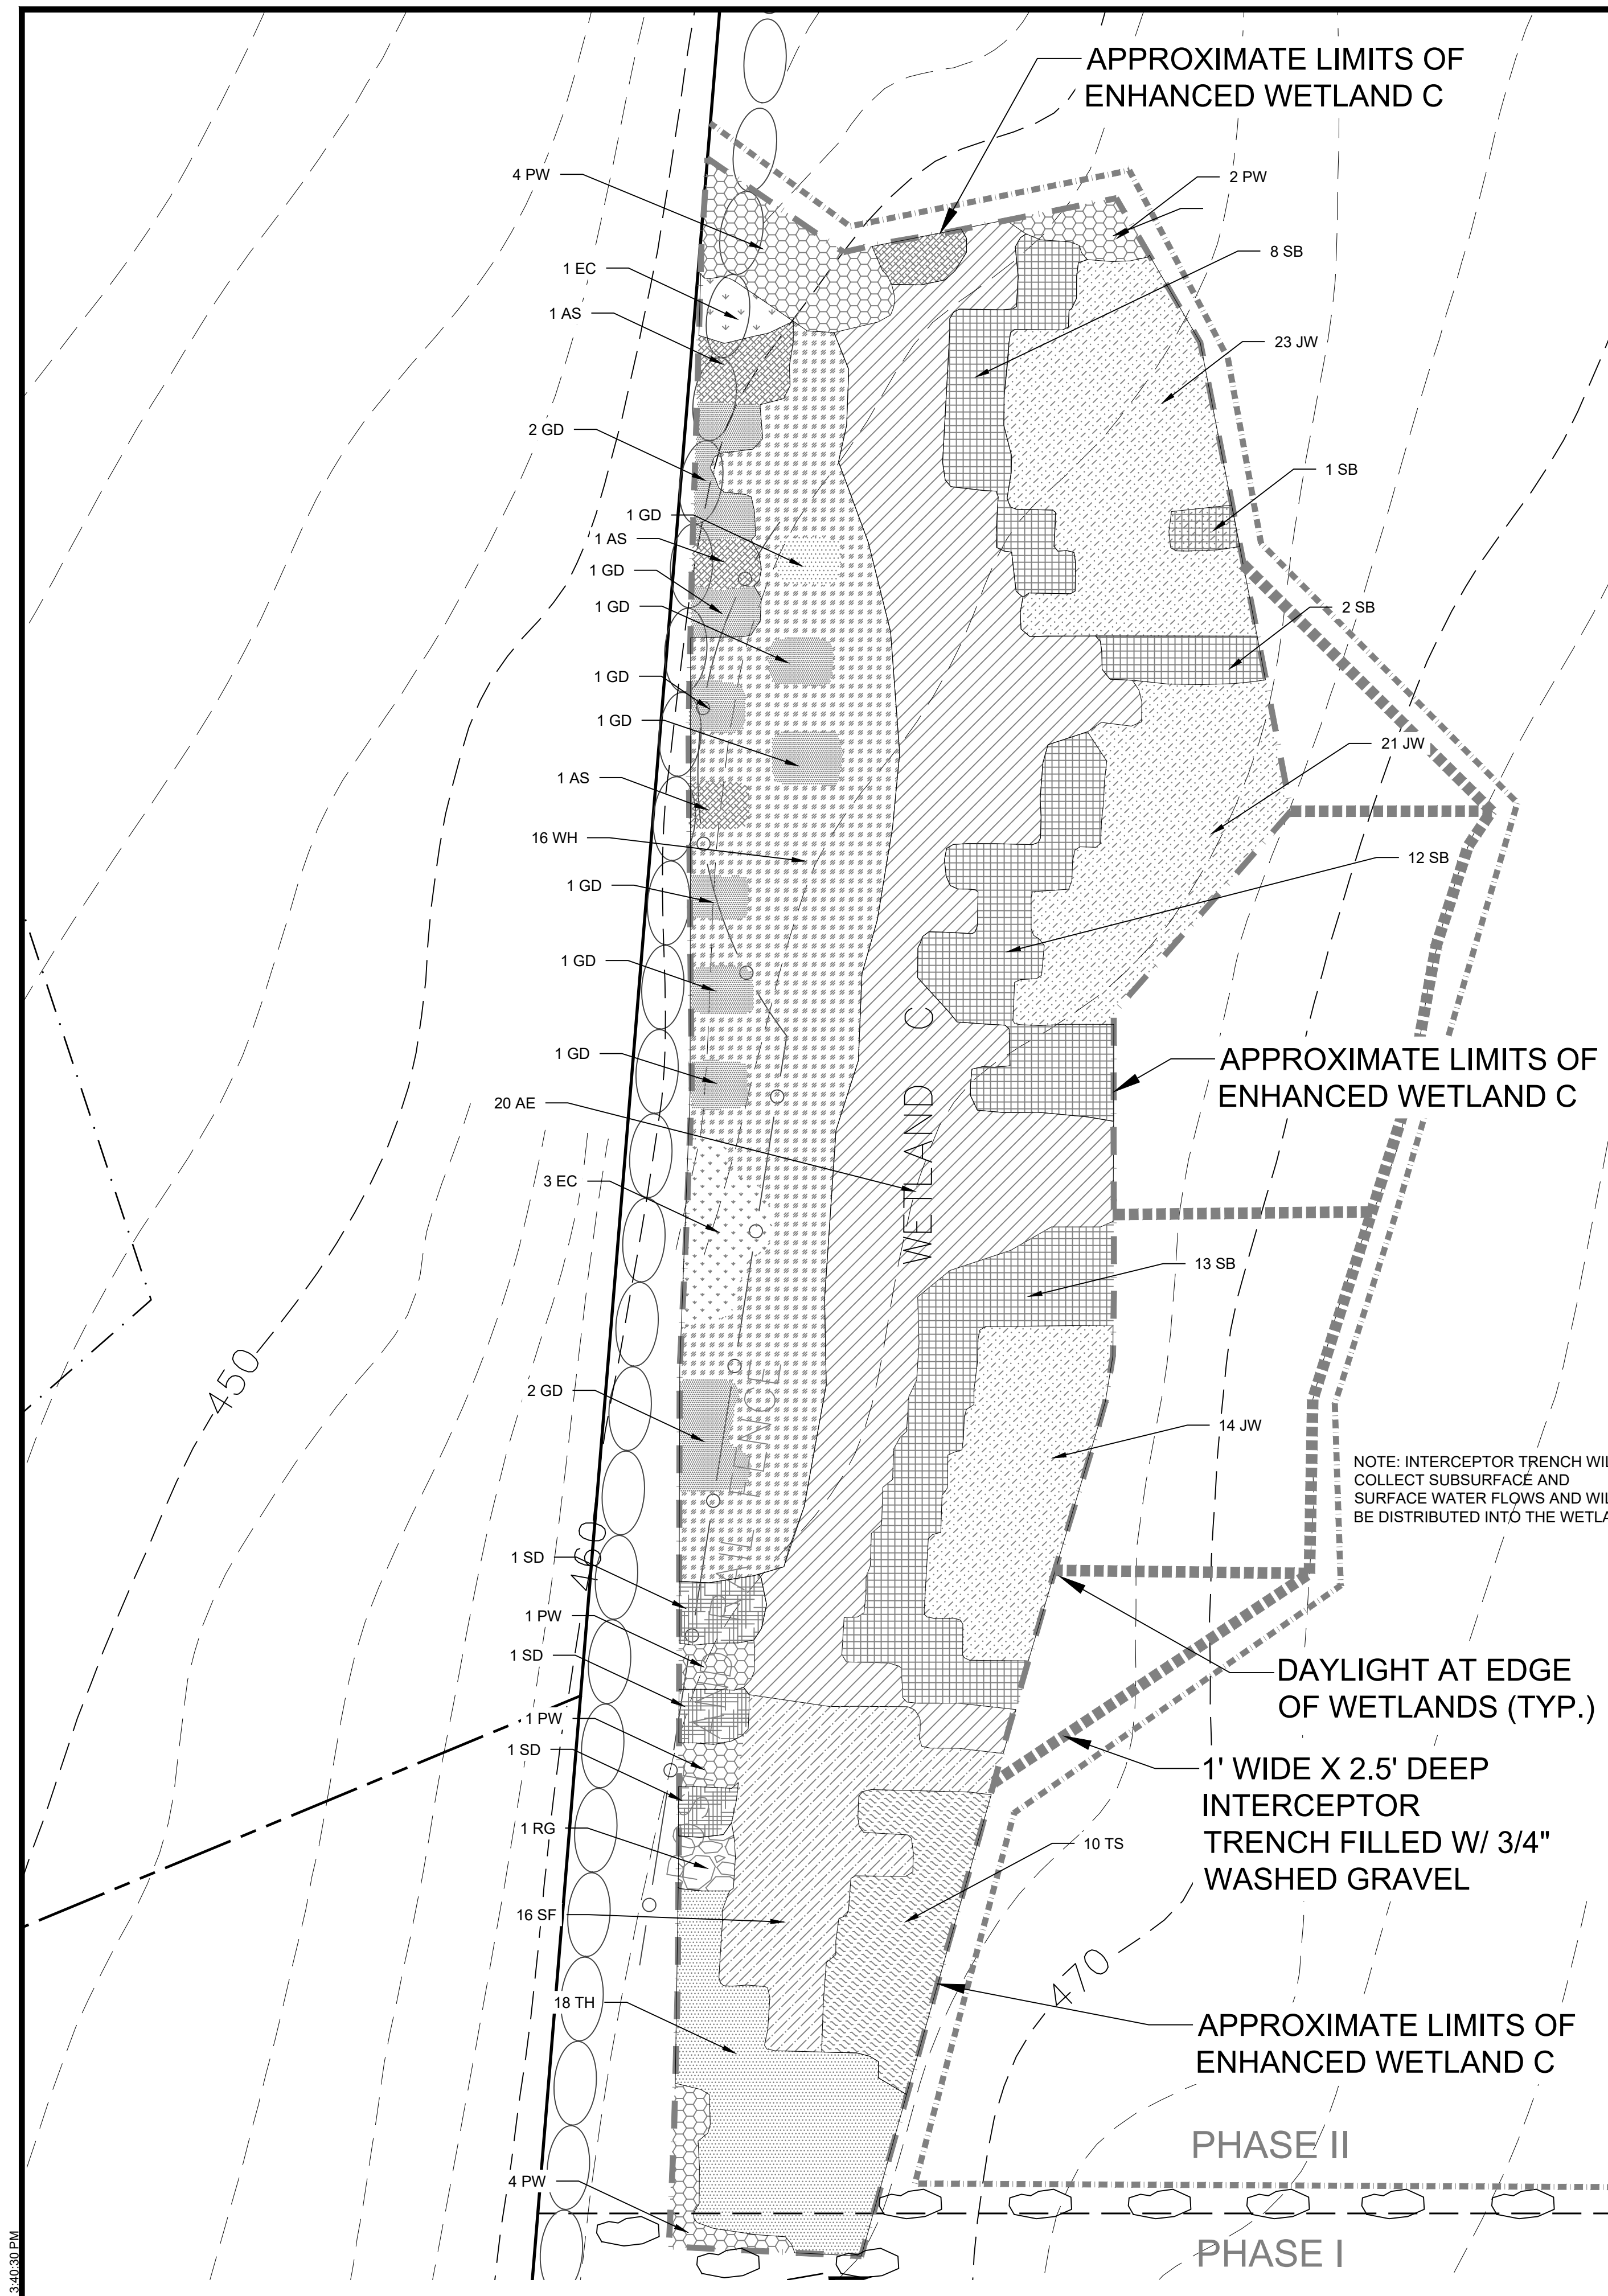 APPROXIMATE LIMITS OF
ENHANCED WETLAND C
4 PW
2 PW
8 SB
1 EC
1 AS
23 JW
2 GD
1 SB
1 GD
1 AS
1 GD
1 GD
2 SB
1 GD
1 GD
21 JW
1 AS
16 WH
12 SB
1 GD
1 GD
WETLAND C
1 GD
APPROXIMATE LIMITS OF
ENHANCED WETLAND C
20 AE
3 EC
13 SB
450
2 GD
14 JW
NOTE: INTERCEPTOR TRENCH WIL
COLLECT SUBSURFACE AND
SURFACE WATER FLOWS AND WIL
BE DISTRIBUTED INTO THE WETLA
460
1 SD
1 PW
1 SD
DAYLIGHT AT EDGE
OF WETLANDS (TYP.)
1 PW
1 SD
1' WIDE X 2.5' DEEP
INTERCEPTOR
TRENCH FILLED W/ 3/4"
WASHED GRAVEL
1 RG
10 TS
16 SF
470
18 TH
APPROXIMATE LIMITS OF
ENHANCED WETLAND C
PHASE II
4 PW
PHASE I
3:40:30 PM